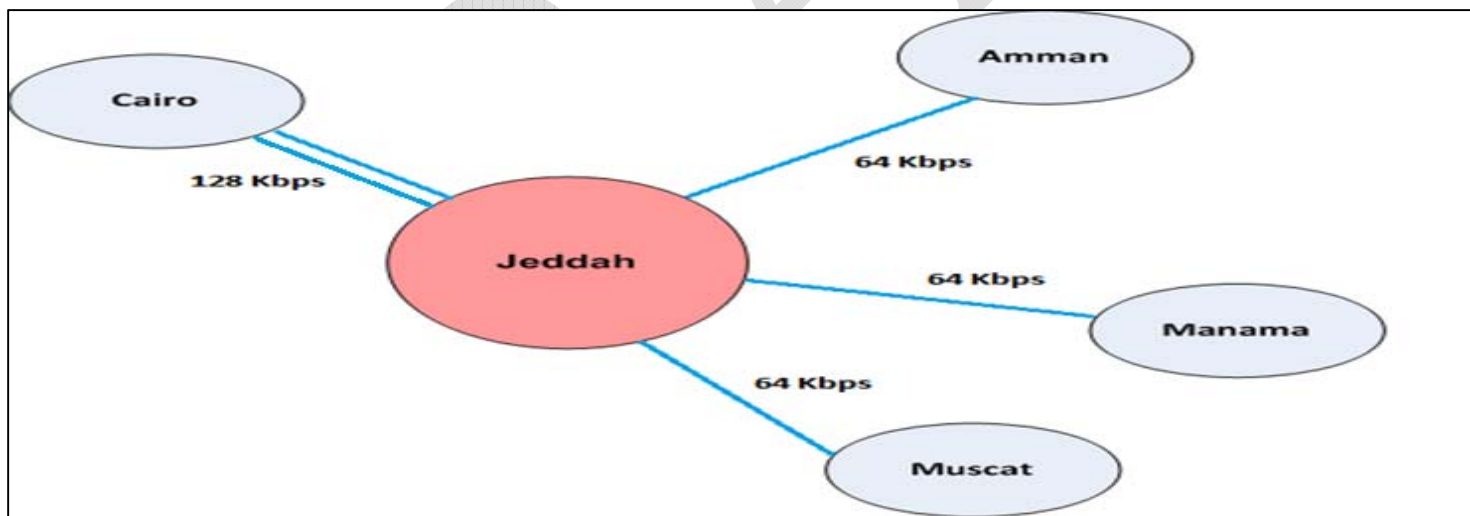 Cairo
Amman
64 Kbps
128 Kbps
Jeddah
64 Kbps
Manama
64 Kbps
Muscat